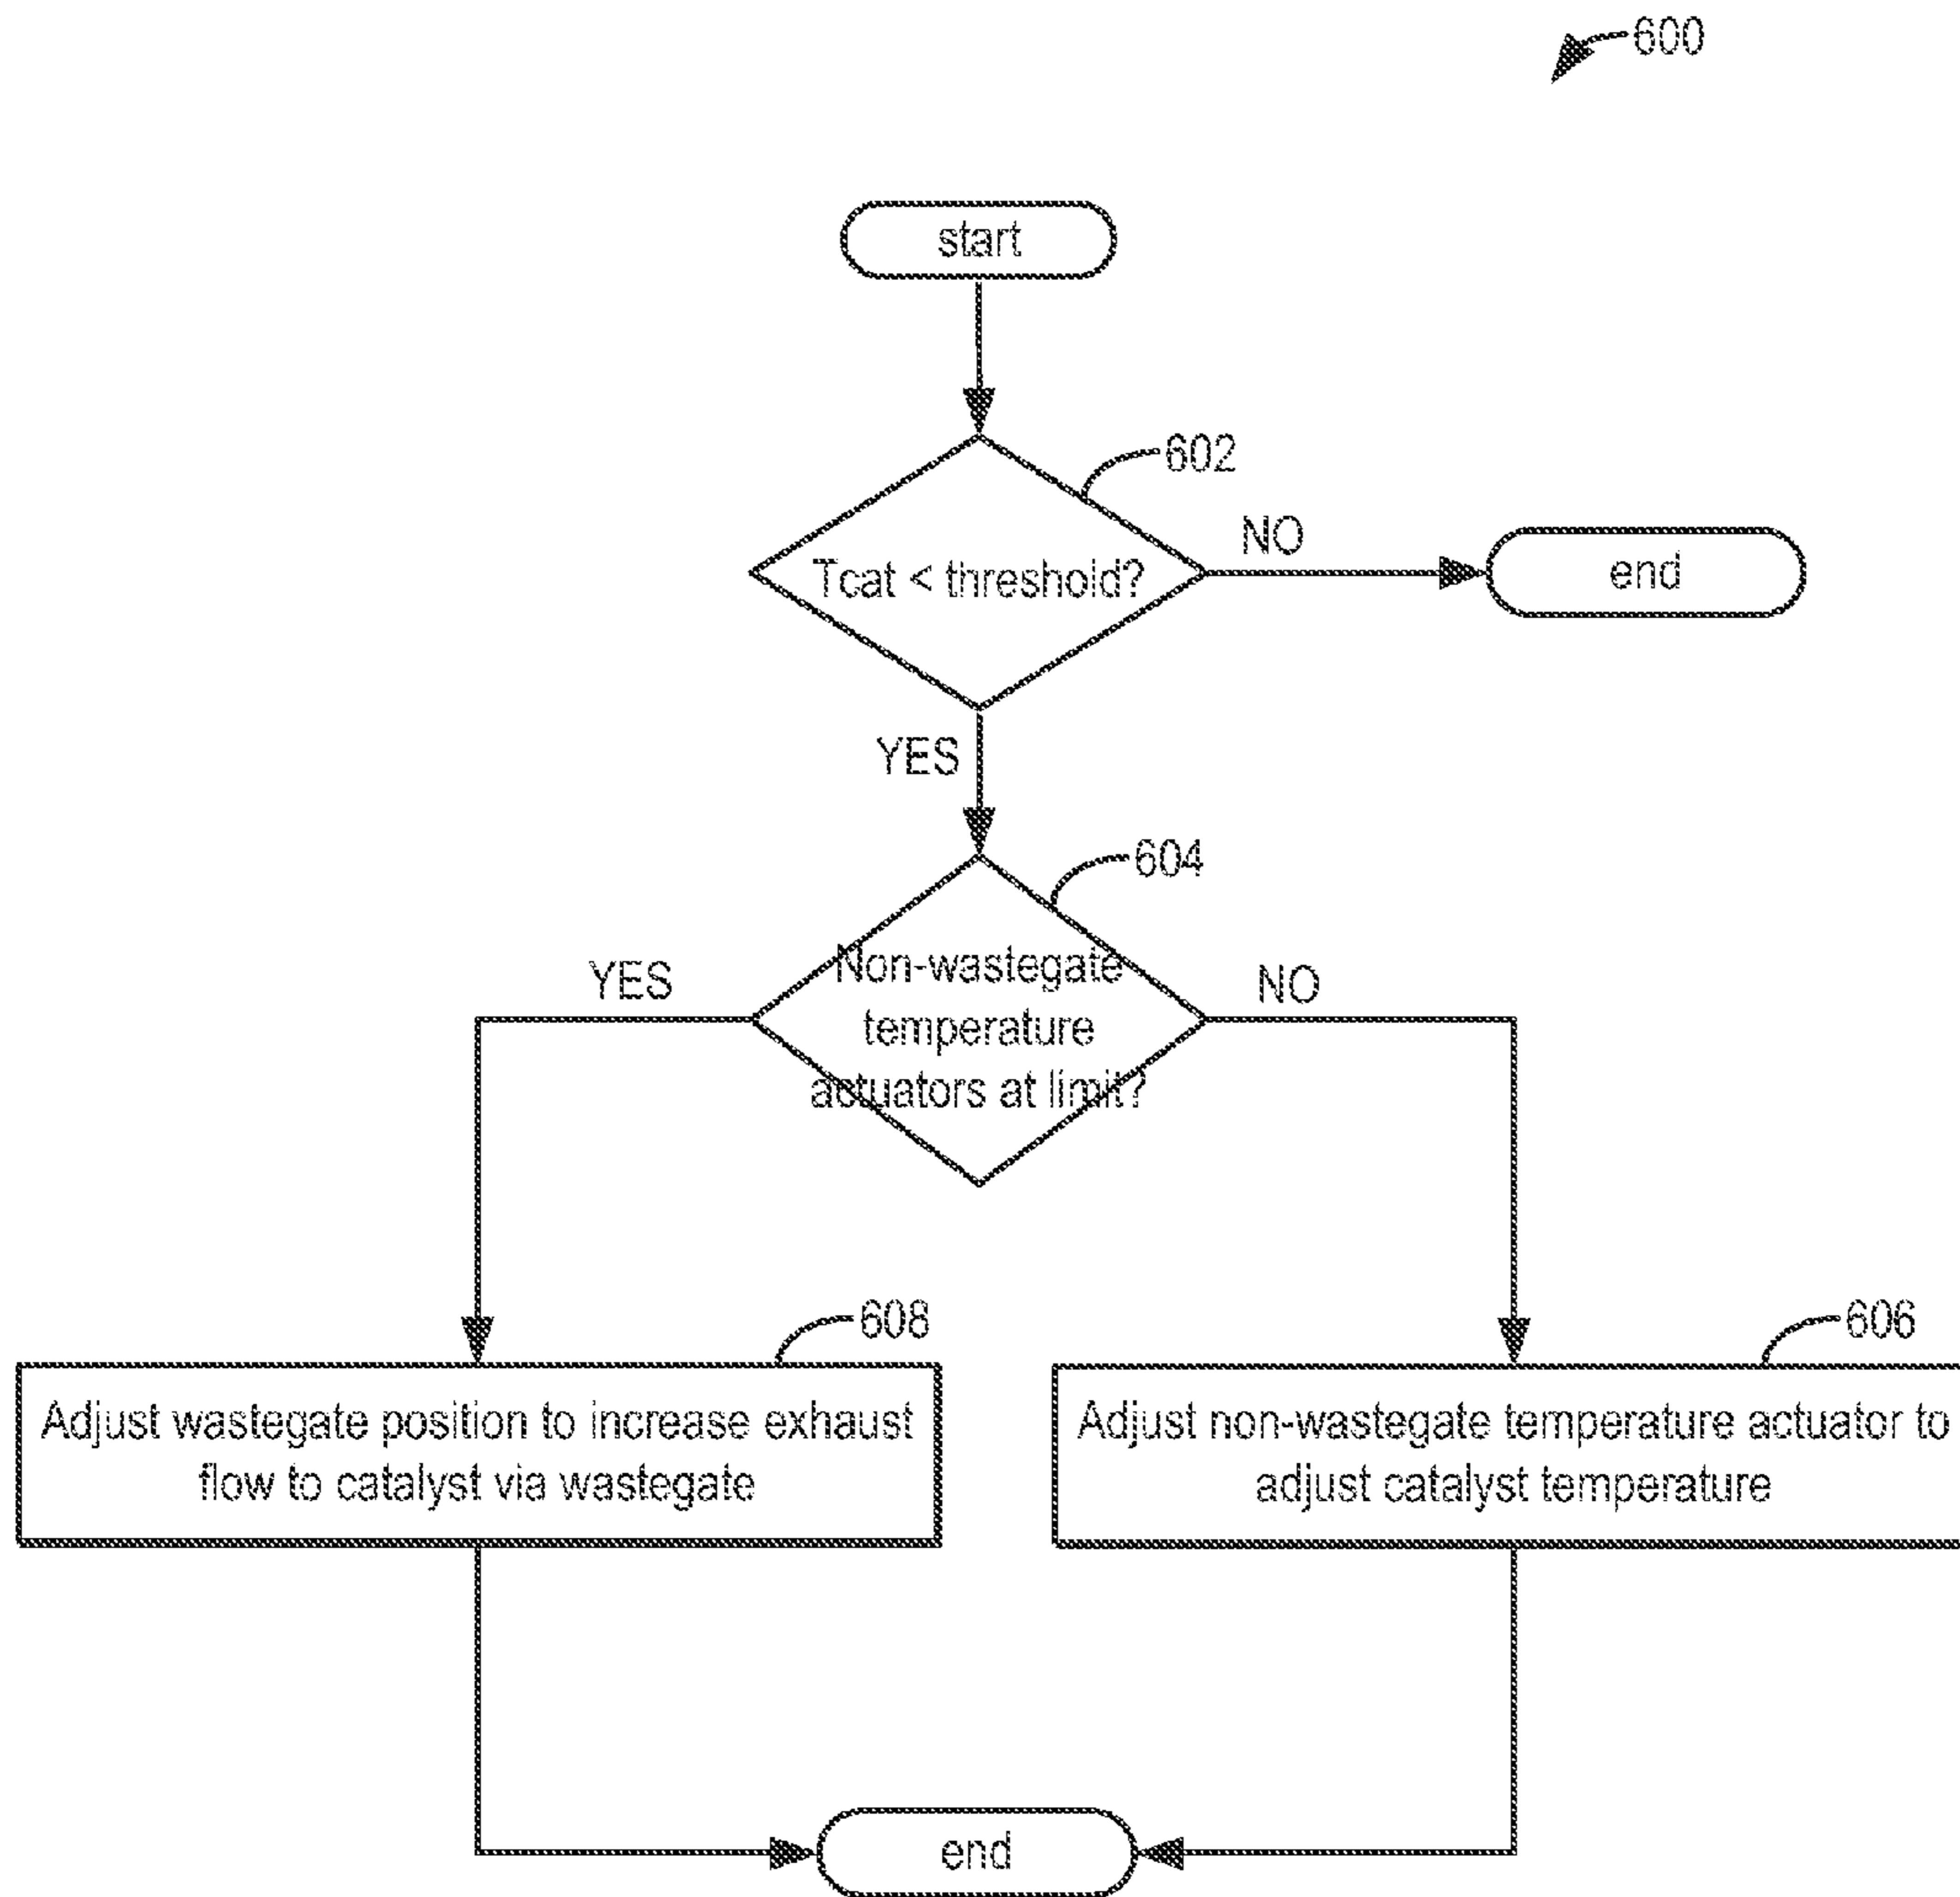 600
start
602
Tcat < threshold?
NO
end
YES
604
Non-wastegate
temperature
actuators at limit?
YES
NO
608
Adjust wastegate position to increase exhaust
flow to catalyst via wastegate
606
Adjust non-wastegate temperature actuator to
adjust catalyst temperature
end